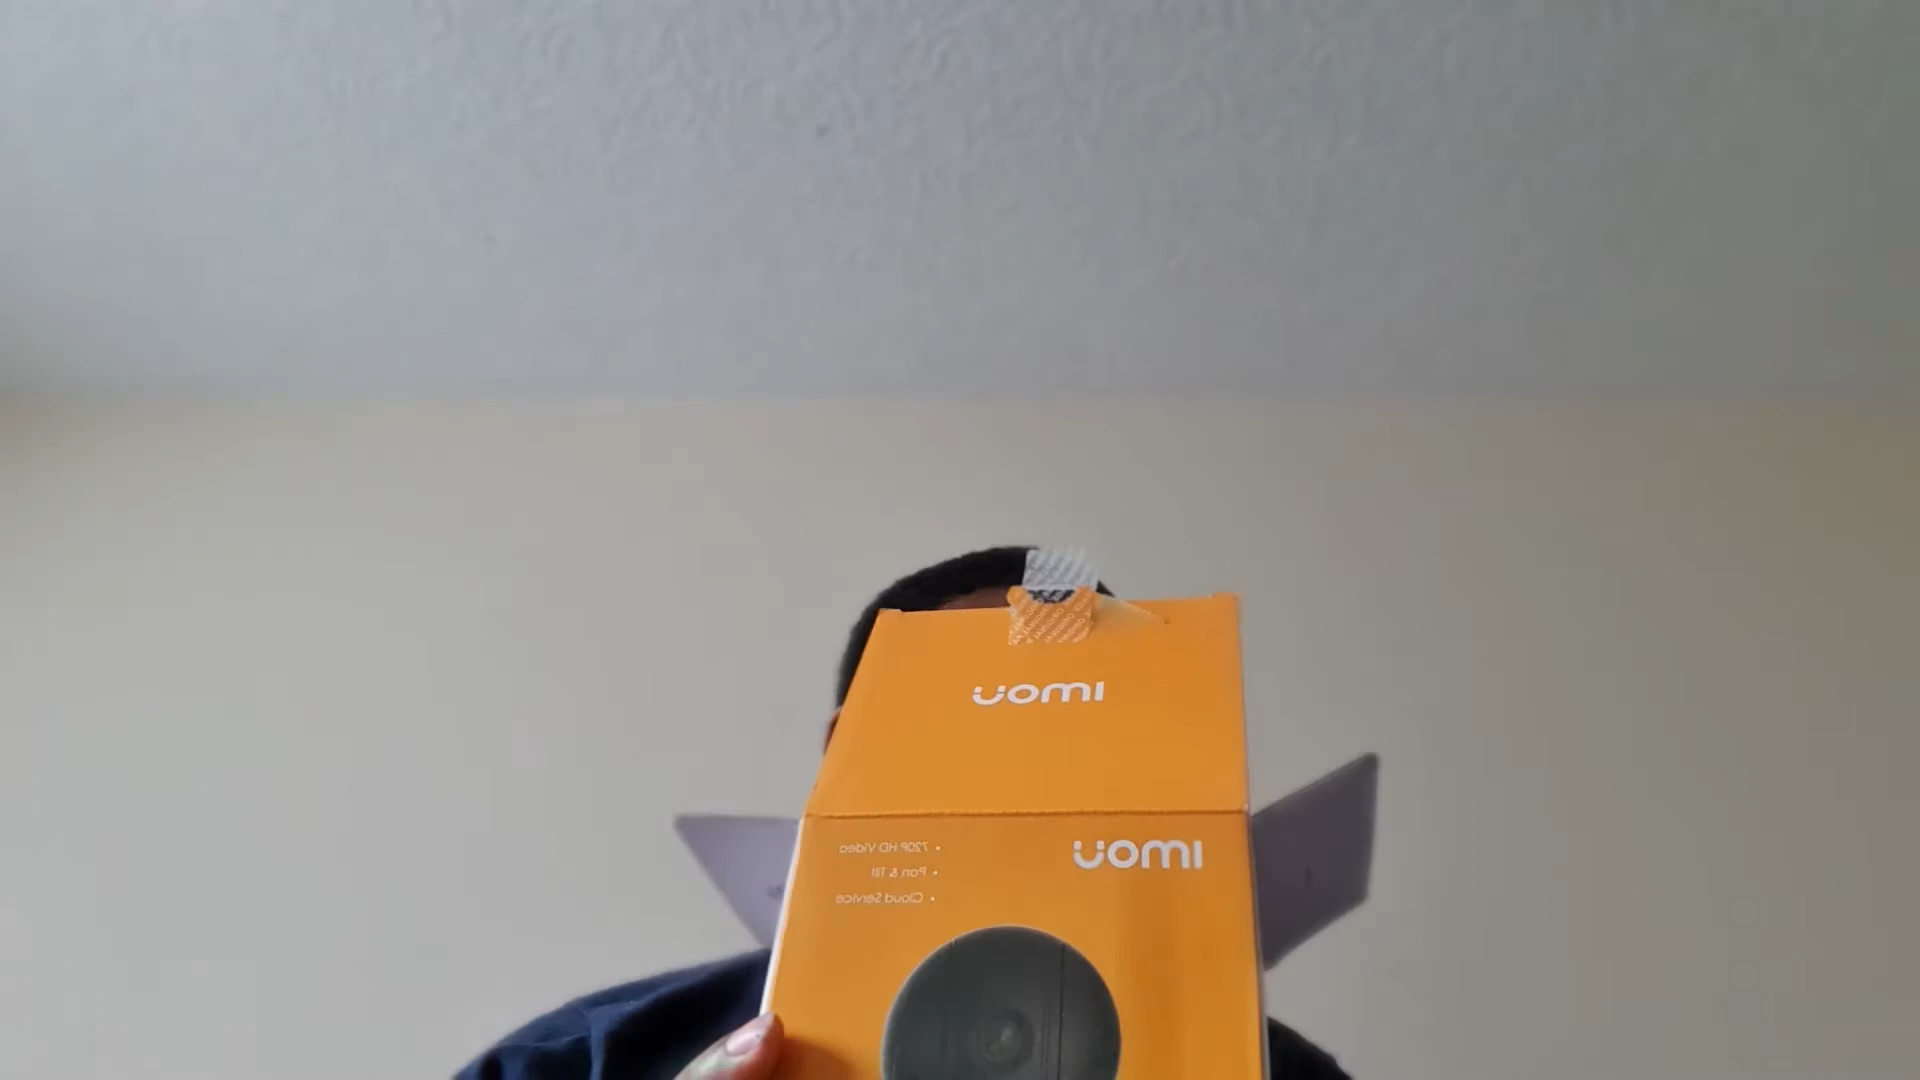 imou
imou
• 720P HD Video
• Pan & Tilt
• Cloud Service